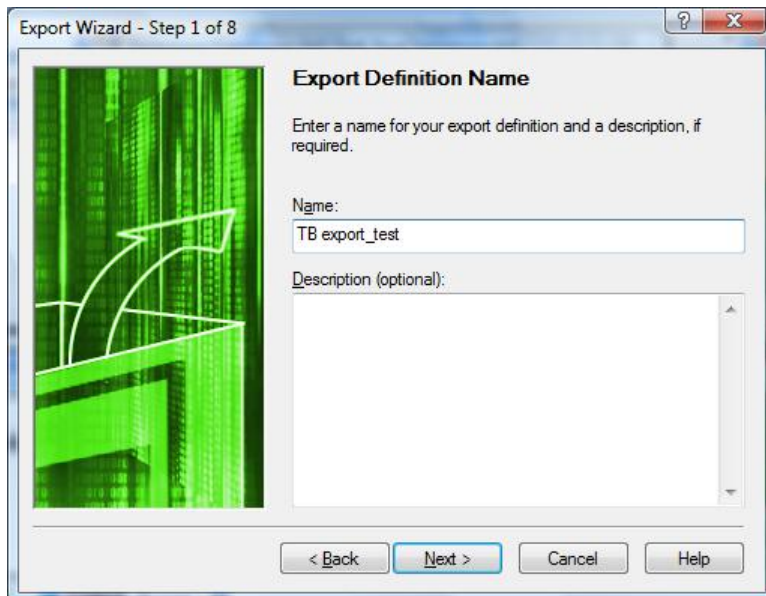 Export Wizard - Step 1 of 8
Export Definition Name
Enter a name for your export definition and a description, if
required.
Name:
TB export_test
Description (optional):
< Back
Next >
Cancel
Help